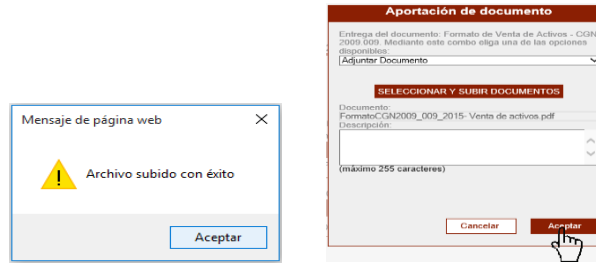 Mensaje de página web
Archivo subido con éxito
Aceptar
Aportación de documento
Entrega del documento: Formato de Venta de Activos - CGN
2009.009. Mediante este combo eliga una de las opciones
disponibles:
Adjuntar Documento
SELECCIONAR Y SUBIR DOCUMENTOS
Documento:
FormatoCGN2009_009_2015- Venta de activos.pdf
Descripción:
(máximo 255 caracteres)
Cancelar
Aceptar